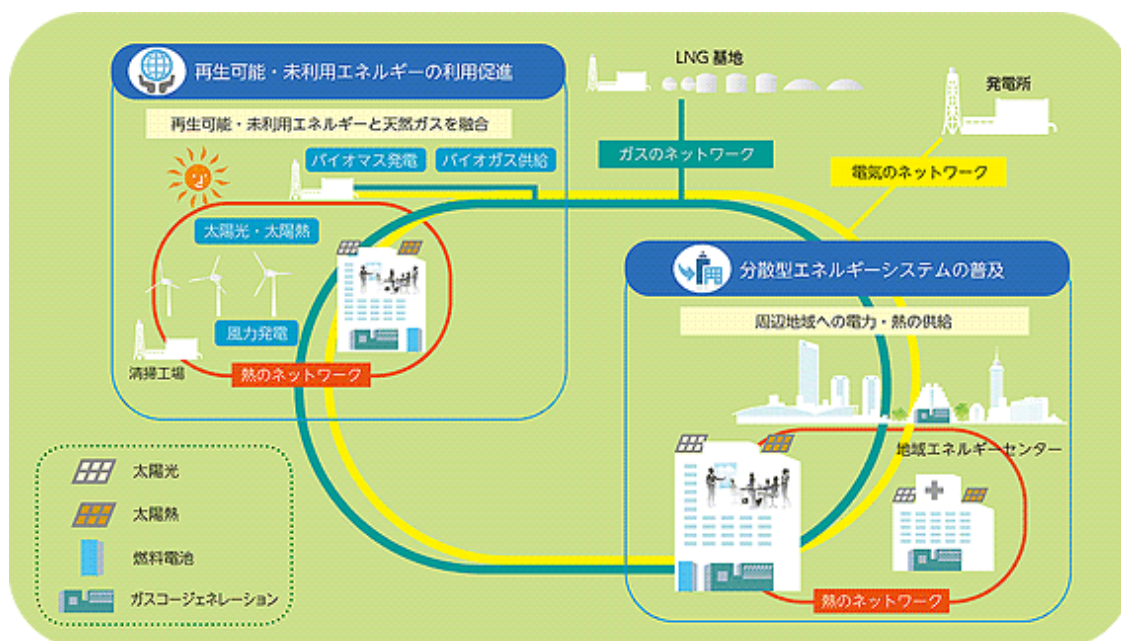 再生可能・未利用エネルギーの利用促進
再生可能・未利用エネルギーと天然ガスを融合
バイオマス発電
バイオガス供給
太陽光・太陽熱
風力発電
清掃工場
熱のネットワーク
LNG 基地
ガスのネットワーク
発電所
電気のネットワーク
分散型エネルギーシステムの普及
周辺地域への電力・熱の供給
地域エネルギーセンター
熱のネットワーク
太陽光
太陽熱
燃料電池
ガスコージェネレーション